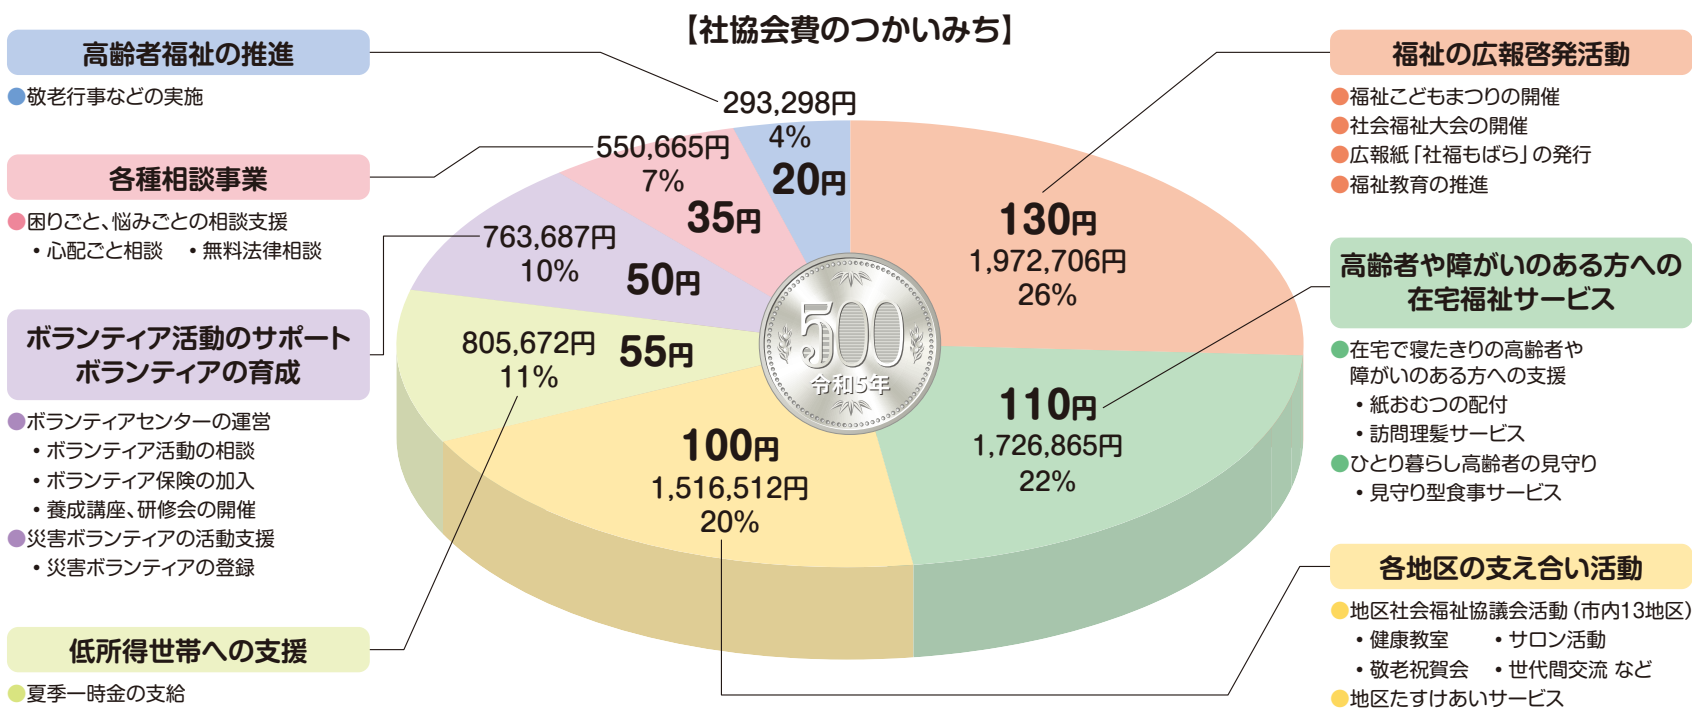 【社協会費のつかいみち】
高齢者福祉の推進
●敬老行事などの実施
各種相談事業
●困りごと、悩みごとの相談支援
・心配ごと相談 ・無料法律相談
ボランティア活動のサポート
ボランティアの育成
●ボランティアセンターの運営
・ボランティア活動の相談
・ボランティア保険の加入
・養成講座、研修会の開催
●災害ボランティアの活動支援
・災害ボランティアの登録
低所得世帯への支援
●夏季一時金の支給
293,298円
4%
20円
550,665円
7%
35円
763,687円
10%
50円
805,672円
11%
55円
100円
1,516,512円
20%
500
令和5年
130円
1,972,706円
26%
110円
1,726,865円
22%
福祉の広報啓発活動
●福祉こどもまつりの開催
●社会福祉大会の開催
●広報紙「社福もばら」の発行
●福祉教育の推進
高齢者や障がいのある方への
在宅福祉サービス
●在宅で寝たきりの高齢者や
障がいのある方への支援
・紙おむつの配付
・訪問理髪サービス
●ひとり暮らし高齢者の見守り
・見守り型食事サービス
各地区の支え合い活動
●地区社会福祉協議会活動（市内13地区）
・健康教室 ・サロン活動
・敬老祝賀会 ・世代間交流 など
●地区たすけあいサービス